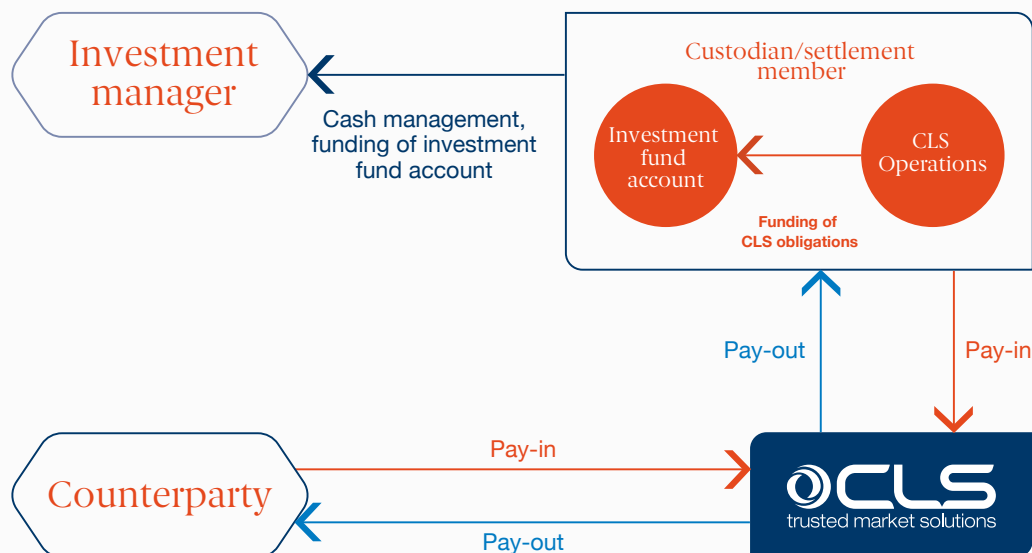 Investment
manager
Cash management,
funding of investment
fund account
Custodian/settlement
member
Investment
fund
account
CLS
Operations
Funding of
CLS obligations
Pay-out
Pay-in
Counterparty
Pay-in
Pay-out
CLS
trusted market solutions